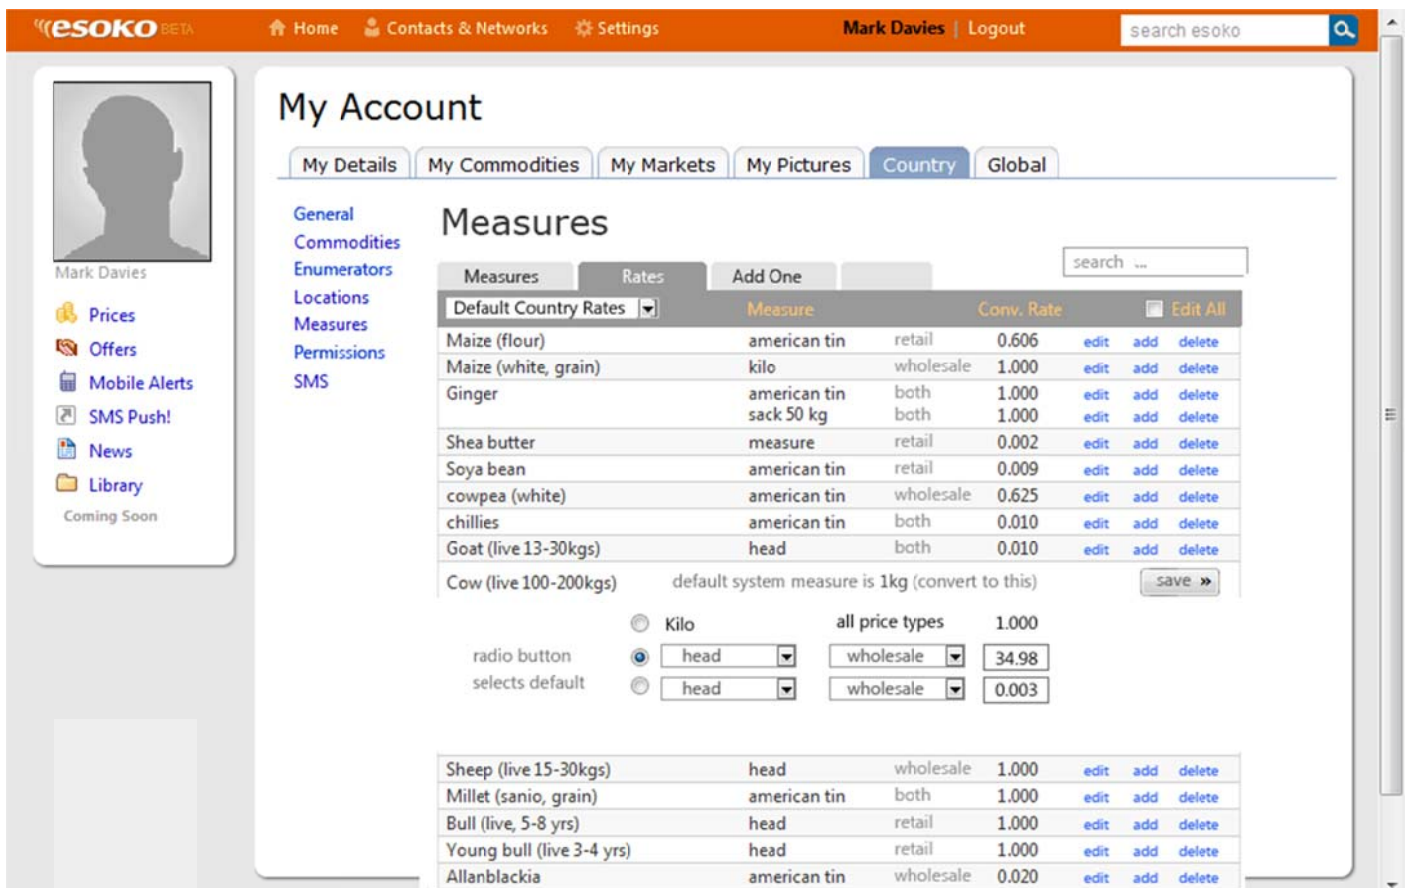 esoko BETA Home Contacts & Networks Settings Mark Davies | Logout search esoko
My Account
My Details My Commodities My Markets My Pictures Country Global
Mark Davies
Prices
Offers
Mobile Alerts
SMS Push!
News
Library
Coming Soon
General
Commodities
Enumerators
Locations
Measures
Permissions
SMS
Measures
search ...
Measures Rates Add One
Default Country Rates Measure Conv. Rate Edit All
Maize (flour) american tin retail 0.606 edit add delete
Maize (white, grain) kilo wholesale 1.000 edit add delete
Ginger american tin both 1.000 edit add delete
sack 50 kg both 1.000 edit add delete
Shea butter measure retail 0.002 edit add delete
Soya bean american tin retail 0.009 edit add delete
cowpea (white) american tin wholesale 0.625 edit add delete
chillies american tin both 0.010 edit add delete
Goat (live 13-30kgs) head both 0.010 edit add delete
Cow (live 100-200kgs) default system measure is 1kg (convert to this) save »
Kilo all price types 1.000
radio button head wholesale 34.98
selects default head wholesale 0.003
Sheep (live 15-30kgs) head wholesale 1.000 edit add delete
Millet (sanio, grain) american tin both 1.000 edit add delete
Bull (live, 5-8 yrs) head retail 1.000 edit add delete
Young bull (live 3-4 yrs) head retail 1.000 edit add delete
Allanblackia american tin wholesale 0.020 edit add delete